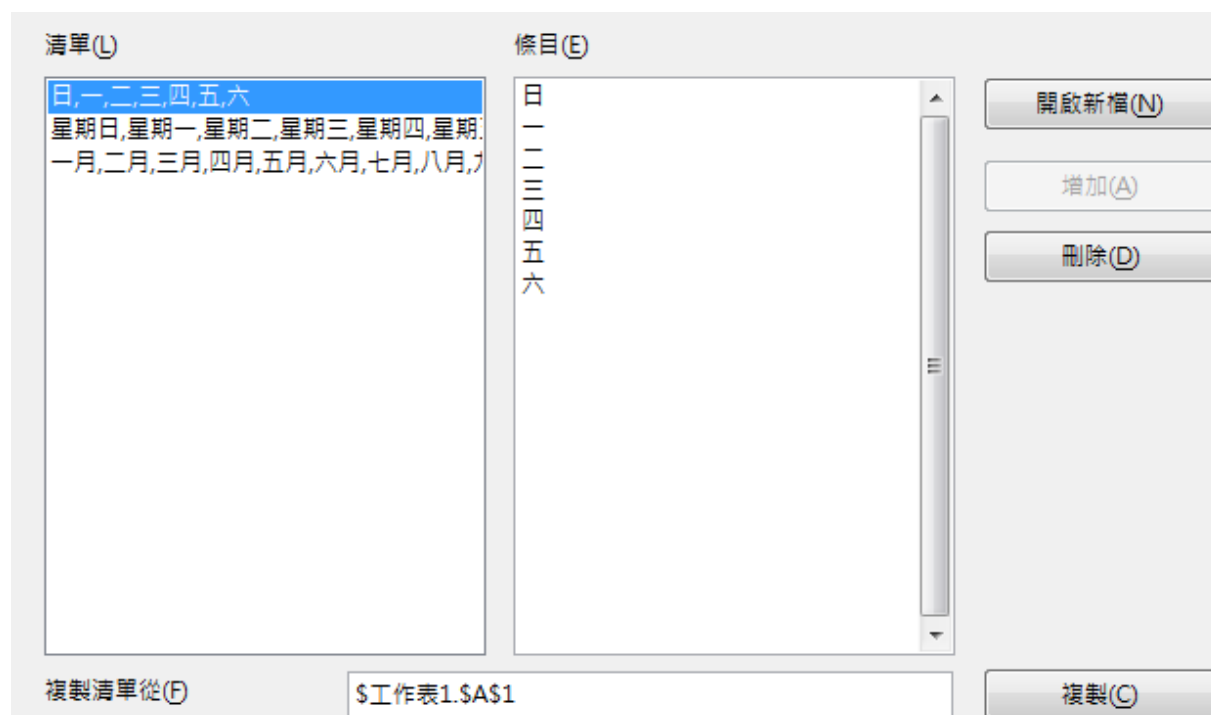 清單(L)
條目(E)
日,一,二,三,四,五,六
星期日,星期一,星期二,星期三,星期四,星期
一月,二月,三月,四月,五月,六月,七月,八月,
日
一
二
三
四
五
六
開啟新檔(N)
增加(A)
刪除(D)
複製清單從(F)
$工作表1.$A$1
複製(C)